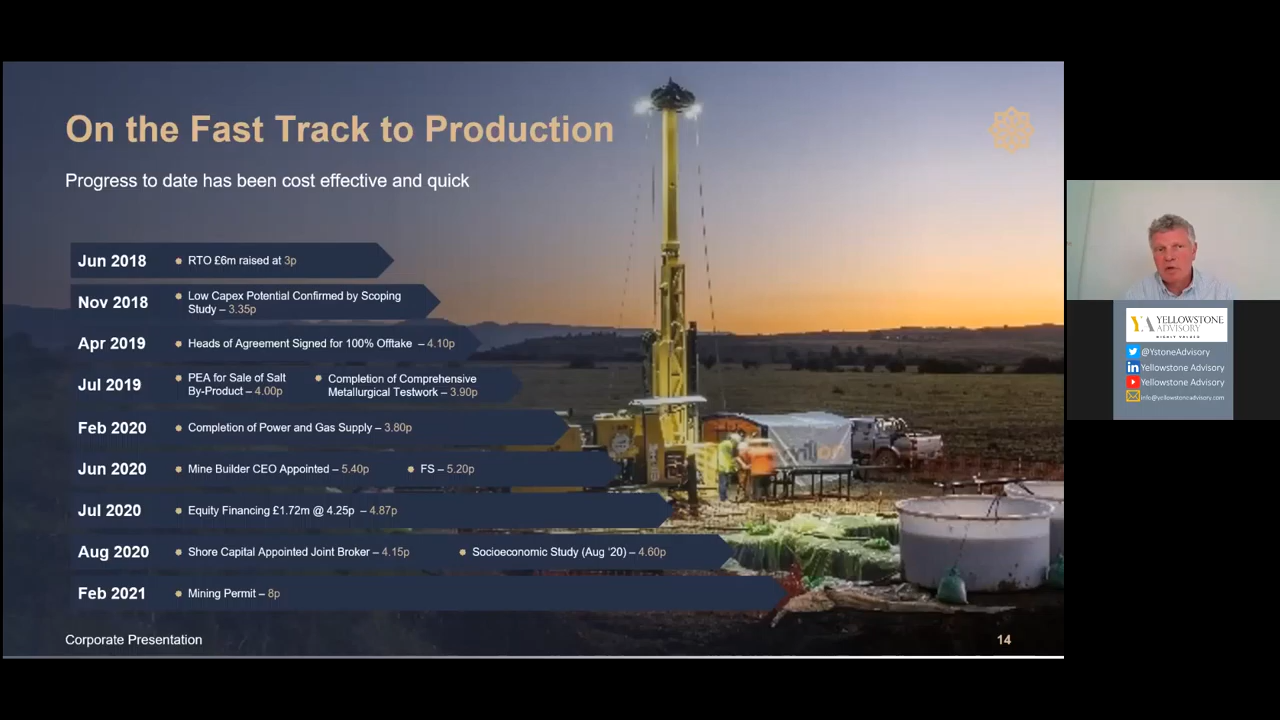 On the Fast Track to Production
Progress to date has been cost effective and quick
Jun 2018
RTO £6m raised at 3p
Nov 2018
Low Capex Potential Confirmed by Scoping
Study – 3.35p
Apr 2019
Heads of Agreement Signed for 100% Offtake – 4.10p
Jul 2019
PEA for Sale of Salt
By-Product – 4.00p
Completion of Comprehensive
Metallurgical Testwork – 3.90p
Feb 2020
Completion of Power and Gas Supply – 3.80p
Jun 2020
Mine Builder CEO Appointed – 5.40p
FS – 5.20p
Jul 2020
Equity Financing £1.72m @ 4.25p – 4.87p
Aug 2020
Shore Capital Appointed Joint Broker – 4.15p
Socioeconomic Study (Aug '20) – 4.60p
Feb 2021
Mining Permit – 8p
Corporate Presentation
14
YA YELLOWSTONE
ADVISORY
HIGHLY VALUED
@YstoneAdvisory
Yellowstone Advisory
Yellowstone Advisory
info@yellowstoneadvisory.com